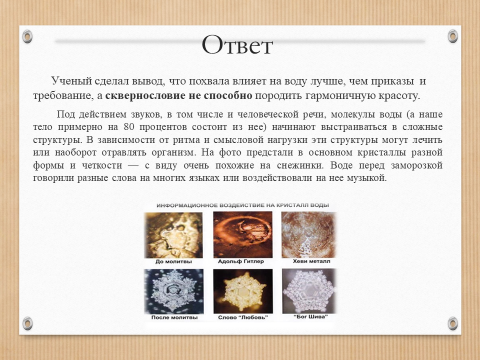 Ответ
Ученый сделал вывод, что похвала влияет на воду лучше, чем приказы и
требование, а сквернословие не способно породить гармоничную красоту.
Под действием звуков, в том числе и человеческой речи, молекулы воды (а наше
тело примерно на 80 процентов состоит из нее) начинают выстраиваться в сложные
структуры. В зависимости от ритма и смысловой нагрузки эти структуры могут лечить
или наоборот отравлять организм. На фото предстали в основном кристаллы разной
формы и четкости — с виду очень похожие на снежинки. Воде перед заморозкой
говорили разные слова на многих языках или воздействовали на нее музыкой.
ИНФОРМАЦИОННОЕ ВОЗДЕЙСТВИЕ НА КРИСТАЛЛ ВОДЫ
До молитвы Адольф Гитлер Хеви металл
После молитвы Слово "Любовь" "Бог Шива"